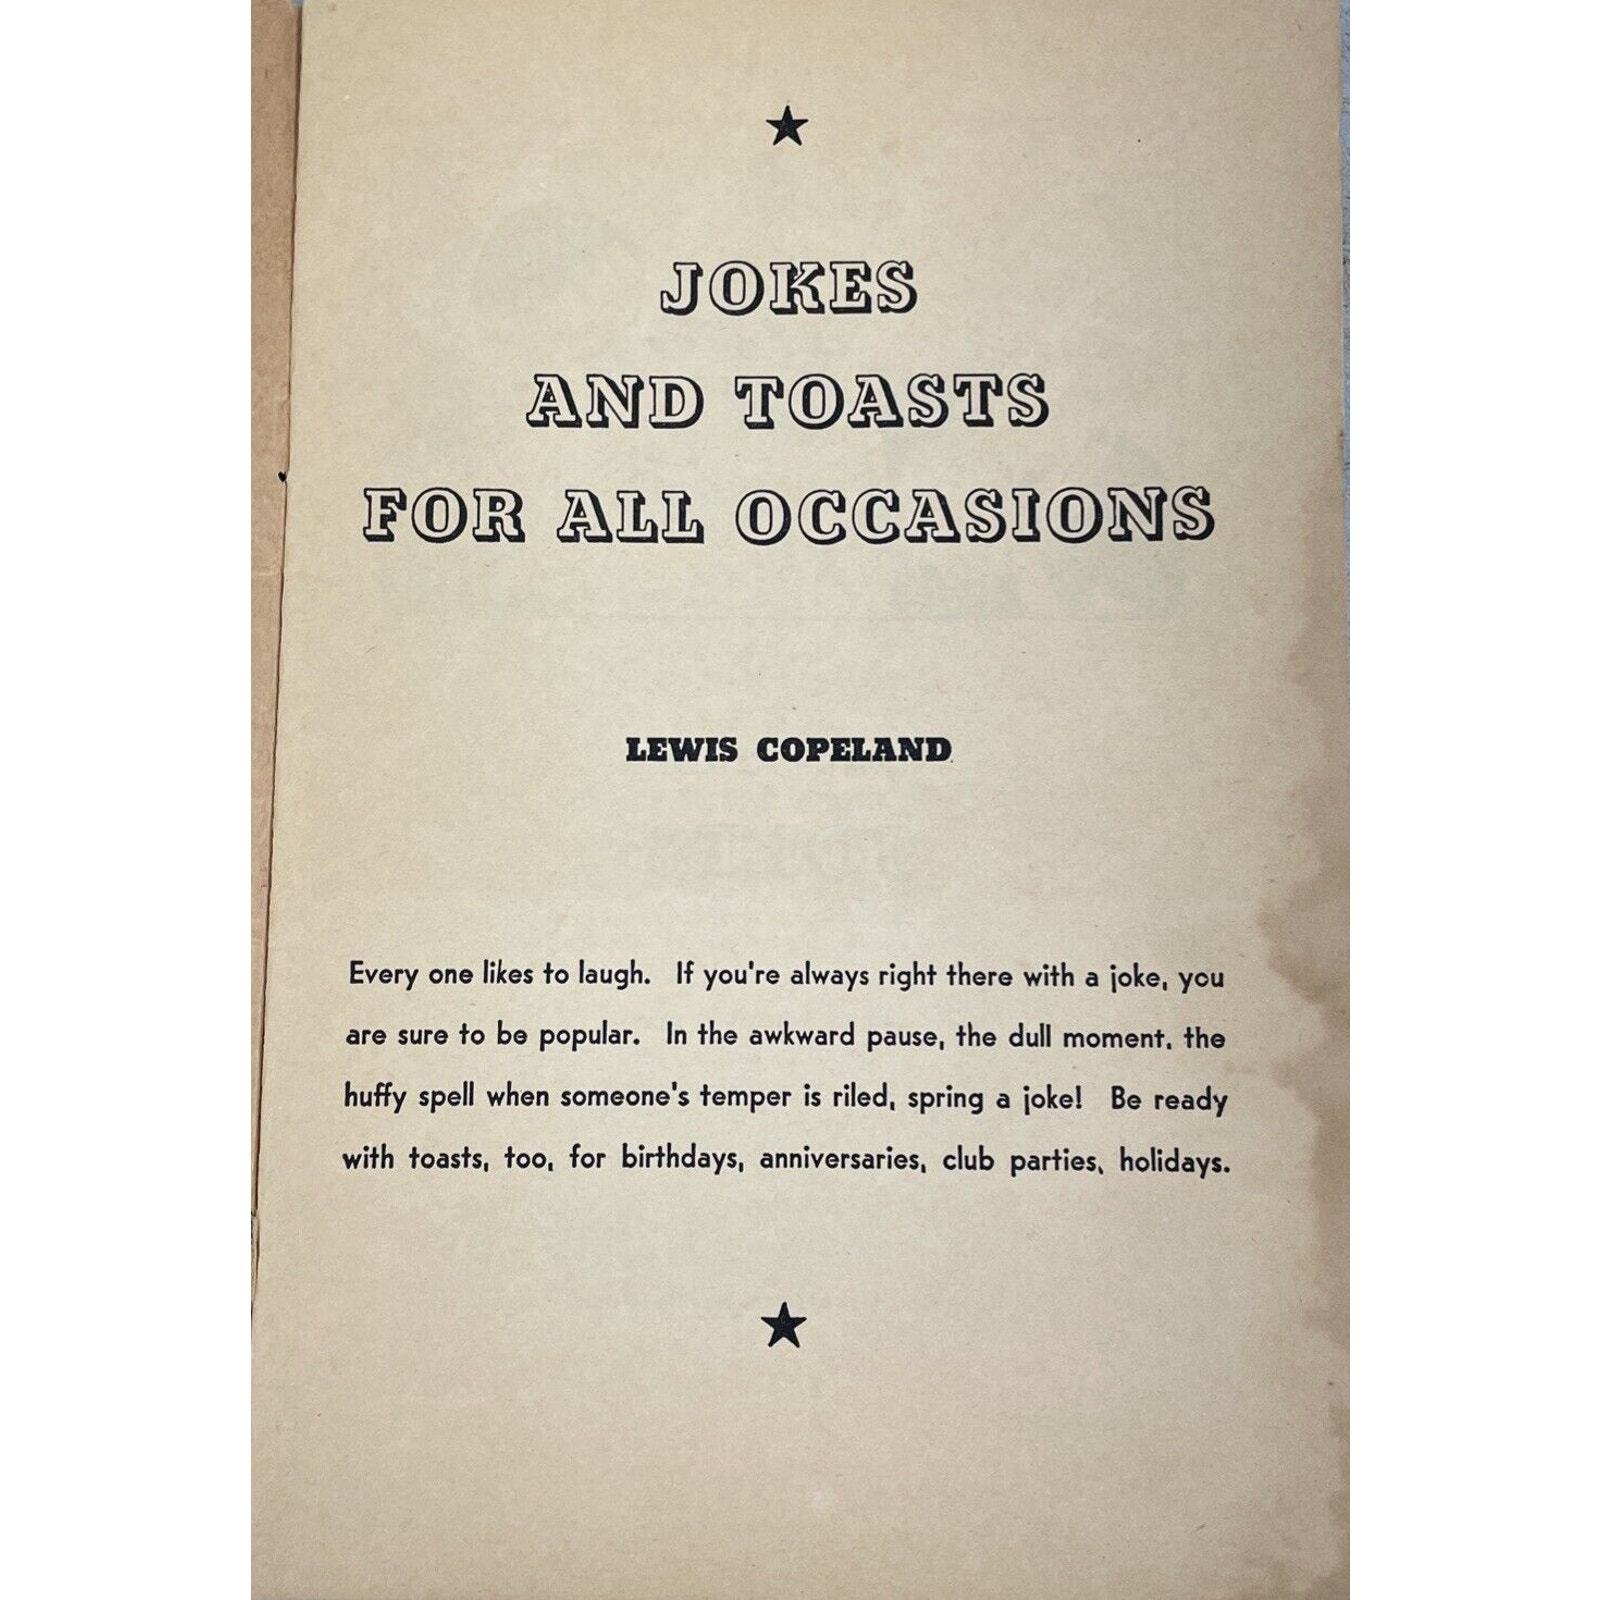 JOKES
AND TOASTS
FOR ALL OCCASIONS
LEWIS COPELAND
Every one likes to laugh. If you're always right there with a joke, you
are sure to be popular. In the awkward pause, the dull moment, the
huffy spell when someone's temper is riled, spring a joke! Be ready
with toasts, too, for birthdays, anniversaries, club parties, holidays.